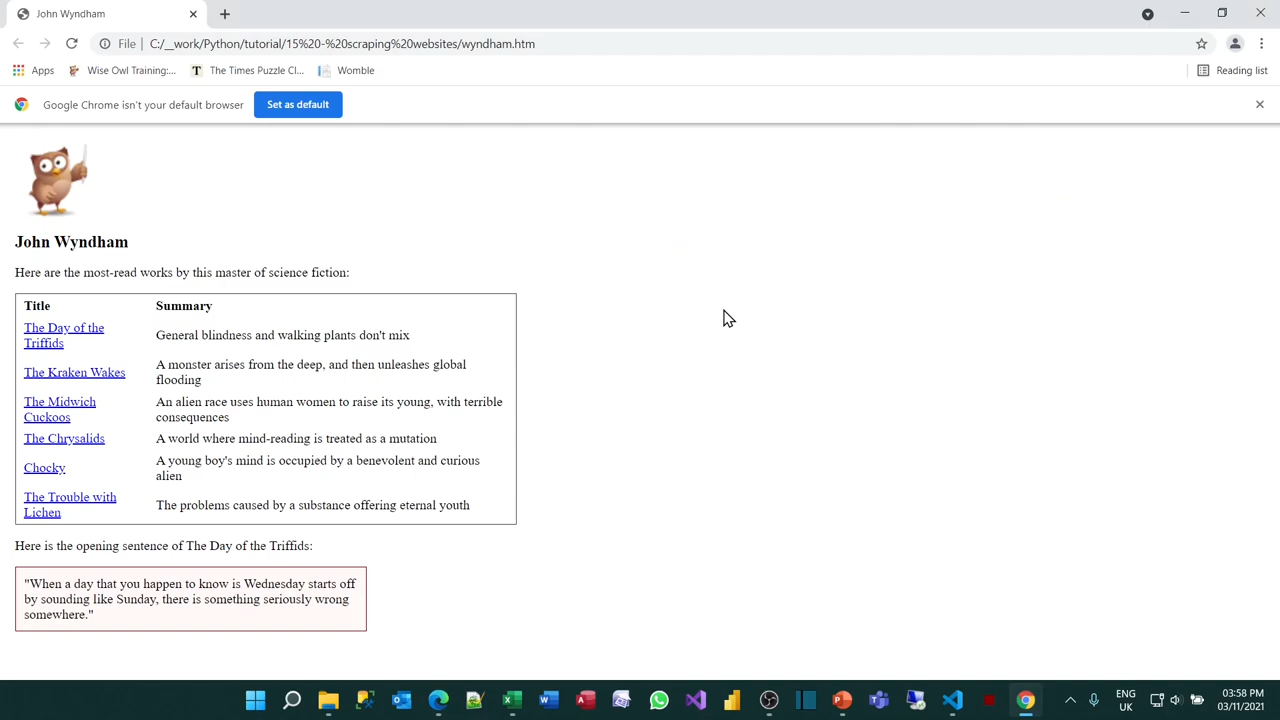 John Wyndham
File
C:/__work/Python/tutorial/15%20-%20scraping%20websites/wyndham.htm
Apps
Wise Owl Training:...
The Times Puzzle Cl...
Womble
Reading list
Google Chrome isn't your default browser
Set as default
John Wyndham
Here are the most-read works by this master of science fiction:
Title Summary
The Day of the
Triffids
General blindness and walking plants don't mix
The Kraken Wakes
A monster arises from the deep, and then unleashes global
flooding
The Midwich
Cuckoos
An alien race uses human women to raise its young, with terrible
consequences
The Chrysalids
A world where mind-reading is treated as a mutation
Chocky
A young boy's mind is occupied by a benevolent and curious
alien
The Trouble with
Lichen
The problems caused by a substance offering eternal youth
Here is the opening sentence of The Day of the Triffids:
"When a day that you happen to know is Wednesday starts off
by sounding like Sunday, there is something seriously wrong
somewhere."
ENG
UK
03:58 PM
03/11/2021